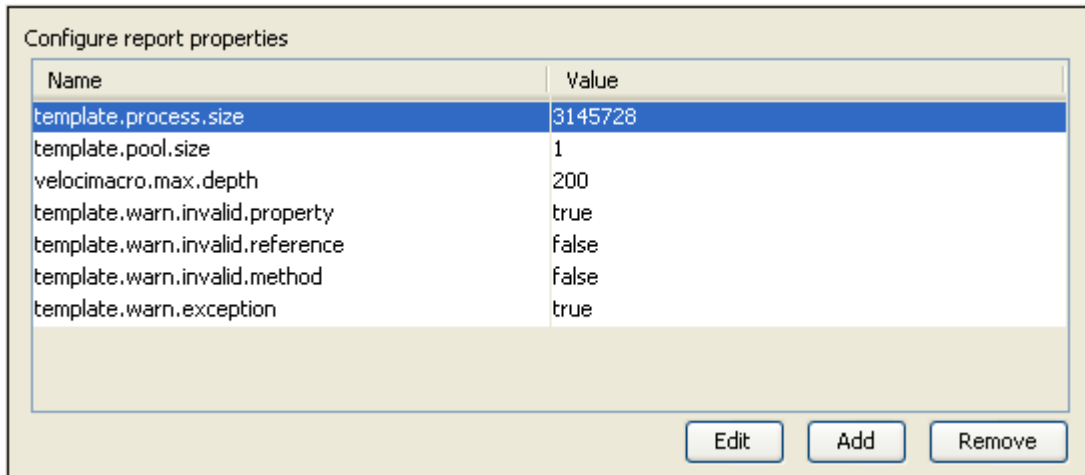 Configure report properties
Name Value
template.process.size 3145728
template.pool.size 1
velocimacro.max.depth 200
template.warn.invalid.property true
template.warn.invalid.reference false
template.warn.invalid.method false
template.warn.exception true
Edit Add Remove